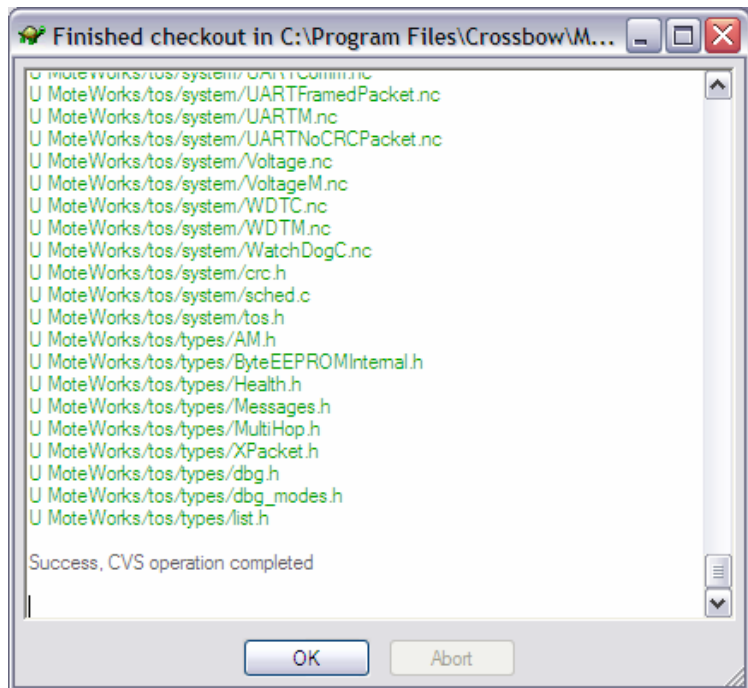 Finished checkout in C:\Program Files\Crossbow\M...
U MoteWorks/tos/system/UARTComm.nc
U MoteWorks/tos/system/UARTFramedPacket.nc
U MoteWorks/tos/system/UARTM.nc
U MoteWorks/tos/system/UARTNoCRCPacket.nc
U MoteWorks/tos/system/Voltage.nc
U MoteWorks/tos/system/VoltageM.nc
U MoteWorks/tos/system/WDTC.nc
U MoteWorks/tos/system/WDTM.nc
U MoteWorks/tos/system/WatchDogC.nc
U MoteWorks/tos/system/crc.h
U MoteWorks/tos/system/sched.c
U MoteWorks/tos/system/tos.h
U MoteWorks/tos/types/AM.h
U MoteWorks/tos/types/ByteEEPROMInternal.h
U MoteWorks/tos/types/Health.h
U MoteWorks/tos/types/Messages.h
U MoteWorks/tos/types/MultiHop.h
U MoteWorks/tos/types/XPacket.h
U MoteWorks/tos/types/dbg.h
U MoteWorks/tos/types/dbg_modes.h
U MoteWorks/tos/types/list.h
Success, CVS operation completed
OK
Abort